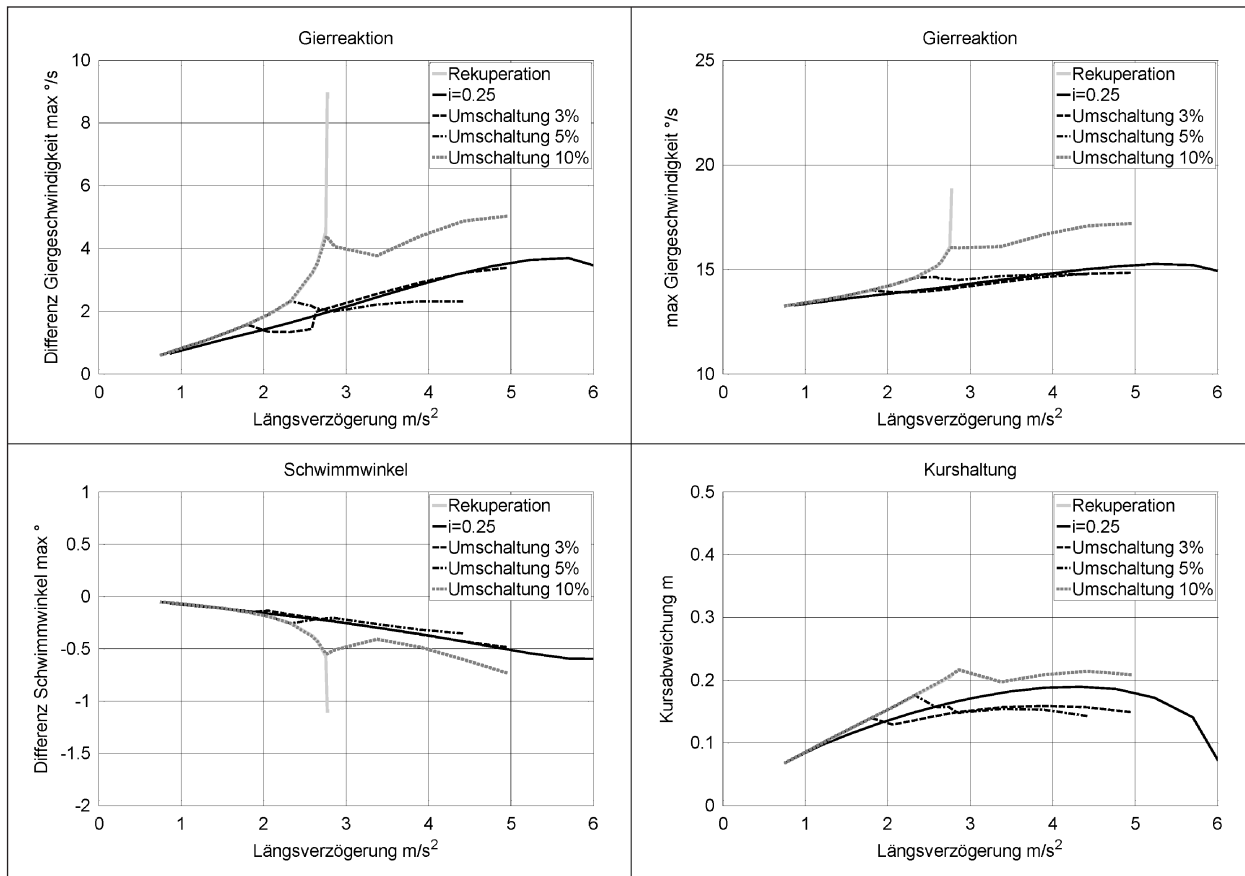 Gierreaktion
Differenz Giergeschwindigkeit max °/s
10
8
6
4
2
0
0 1 2 3 4 5 6
Längsverzögerung m/s²
Rekuperation
i=0.25
Umschaltung 3%
Umschaltung 5%
Umschaltung 10%
Gierreaktion
max Giergeschwindigkeit °/s
25
20
15
10
0 1 2 3 4 5 6
Längsverzögerung m/s²
Rekuperation
i=0.25
Umschaltung 3%
Umschaltung 5%
Umschaltung 10%
Schwimmwinkel
Differenz Schwimmwinkel max °
1
0.5
0
-0.5
-1
-1.5
-2
0 1 2 3 4 5 6
Längsverzögerung m/s²
Rekuperation
i=0.25
Umschaltung 3%
Umschaltung 5%
Umschaltung 10%
Kurshaltung
Kursabweichung m
0.5
0.4
0.3
0.2
0.1
0
0 1 2 3 4 5 6
Längsverzögerung m/s²
Rekuperation
i=0.25
Umschaltung 3%
Umschaltung 5%
Umschaltung 10%